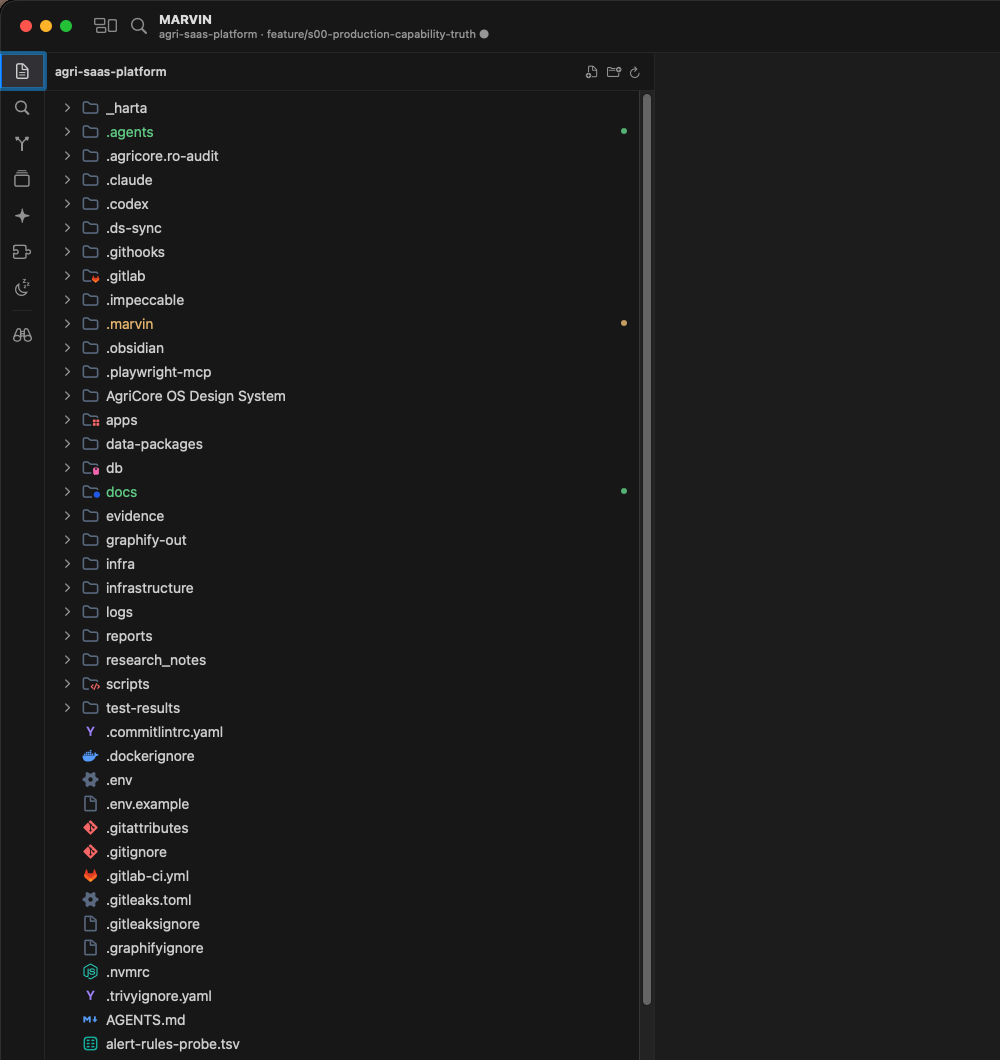 MARVIN
agri-saas-platform · feature/s00-production-capability-truth
agri-saas-platform
_harta
.agents
.agricore.ro-audit
.claude
.codex
.ds-sync
.githooks
.gitlab
.impeccable
.marvin
.obsidian
.playwright-mcp
AgriCore OS Design System
apps
data-packages
db
docs
evidence
graphify-out
infra
infrastructure
logs
reports
research_notes
scripts
test-results
.commitlintrc.yaml
.dockerignore
.env
.env.example
.gitattributes
.gitignore
.gitlab-ci.yml
.gitleaks.toml
.gitleaksignore
.graphifyignore
.nvmrc
.trivyignore.yaml
AGENTS.md
alert-rules-probe.tsv